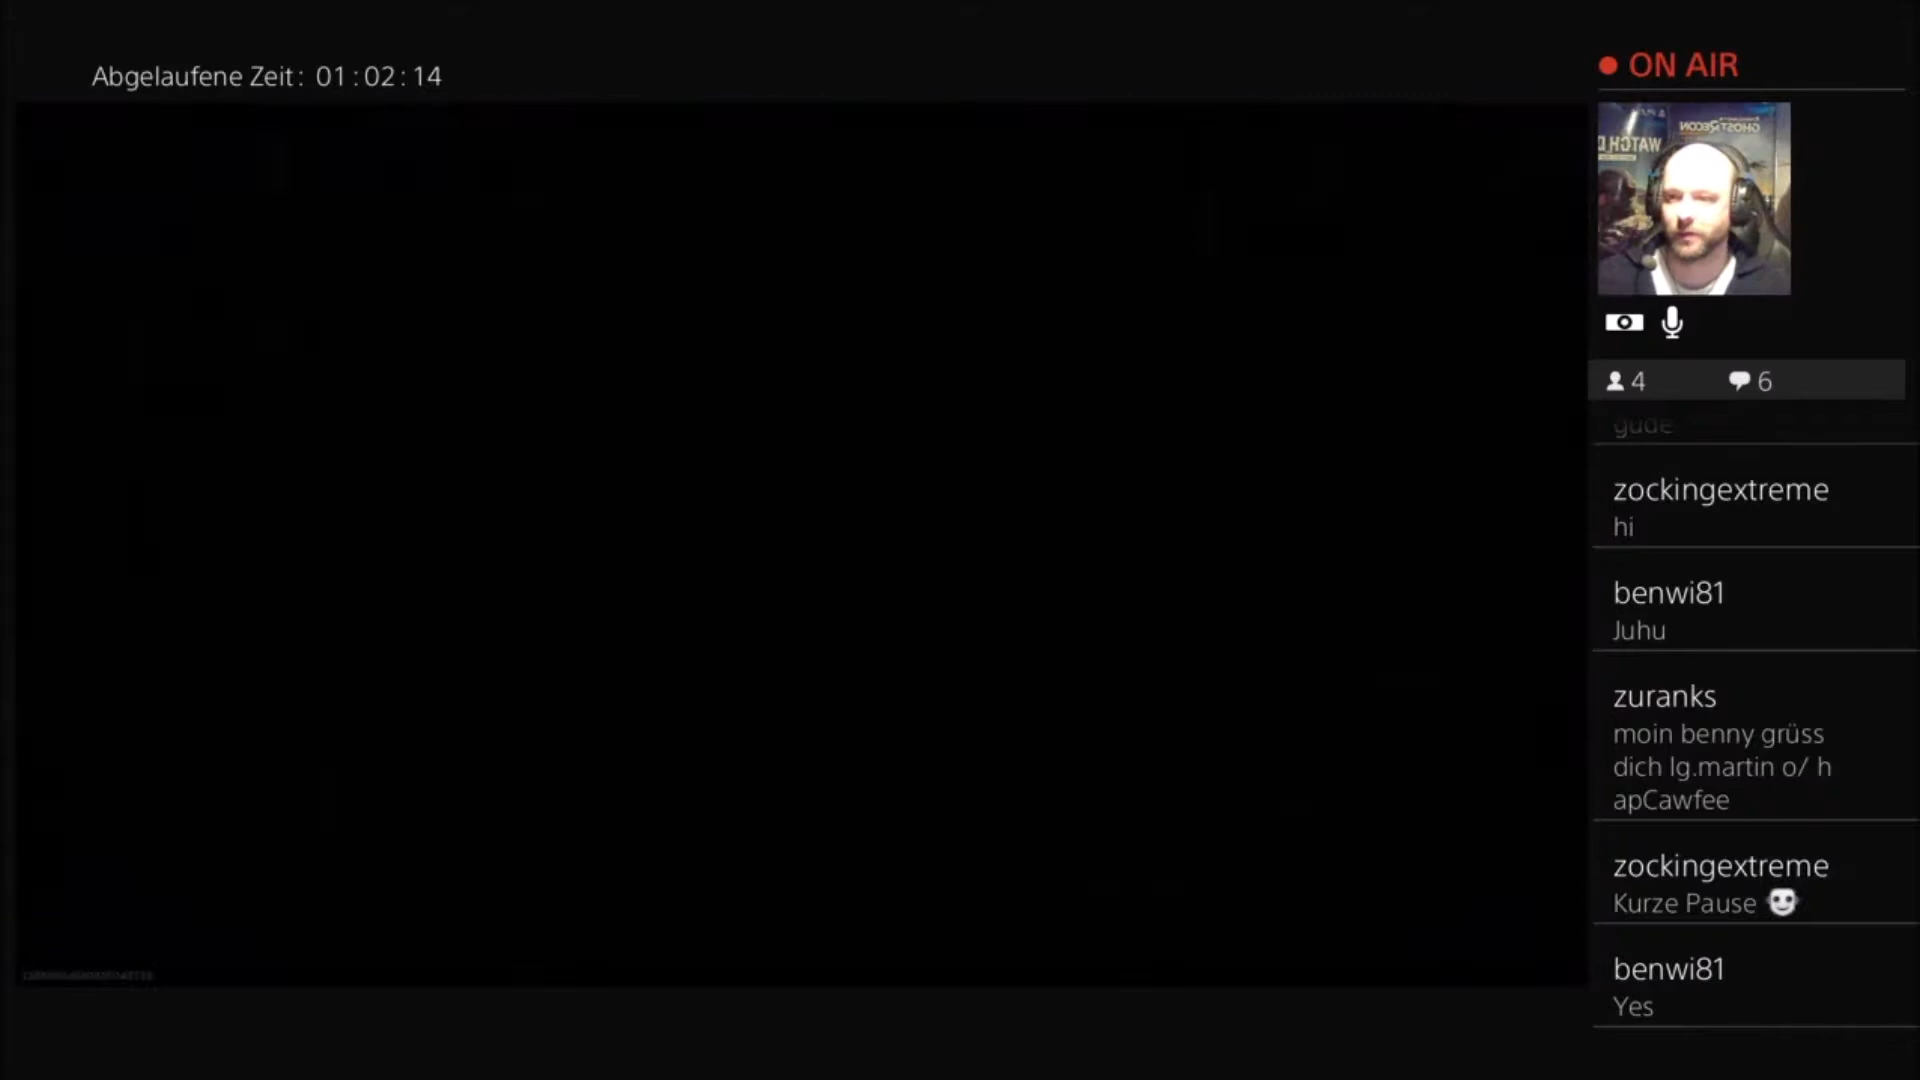 Abgelaufene Zeit: 01:02:14
ON AIR
4 6
gude
zockingextreme
hi
benwi81
Juhu
zuranks
moin benny grüss
dich lg.martin o/ h
apCawfee
zockingextreme
Kurze Pause
benwi81
Yes